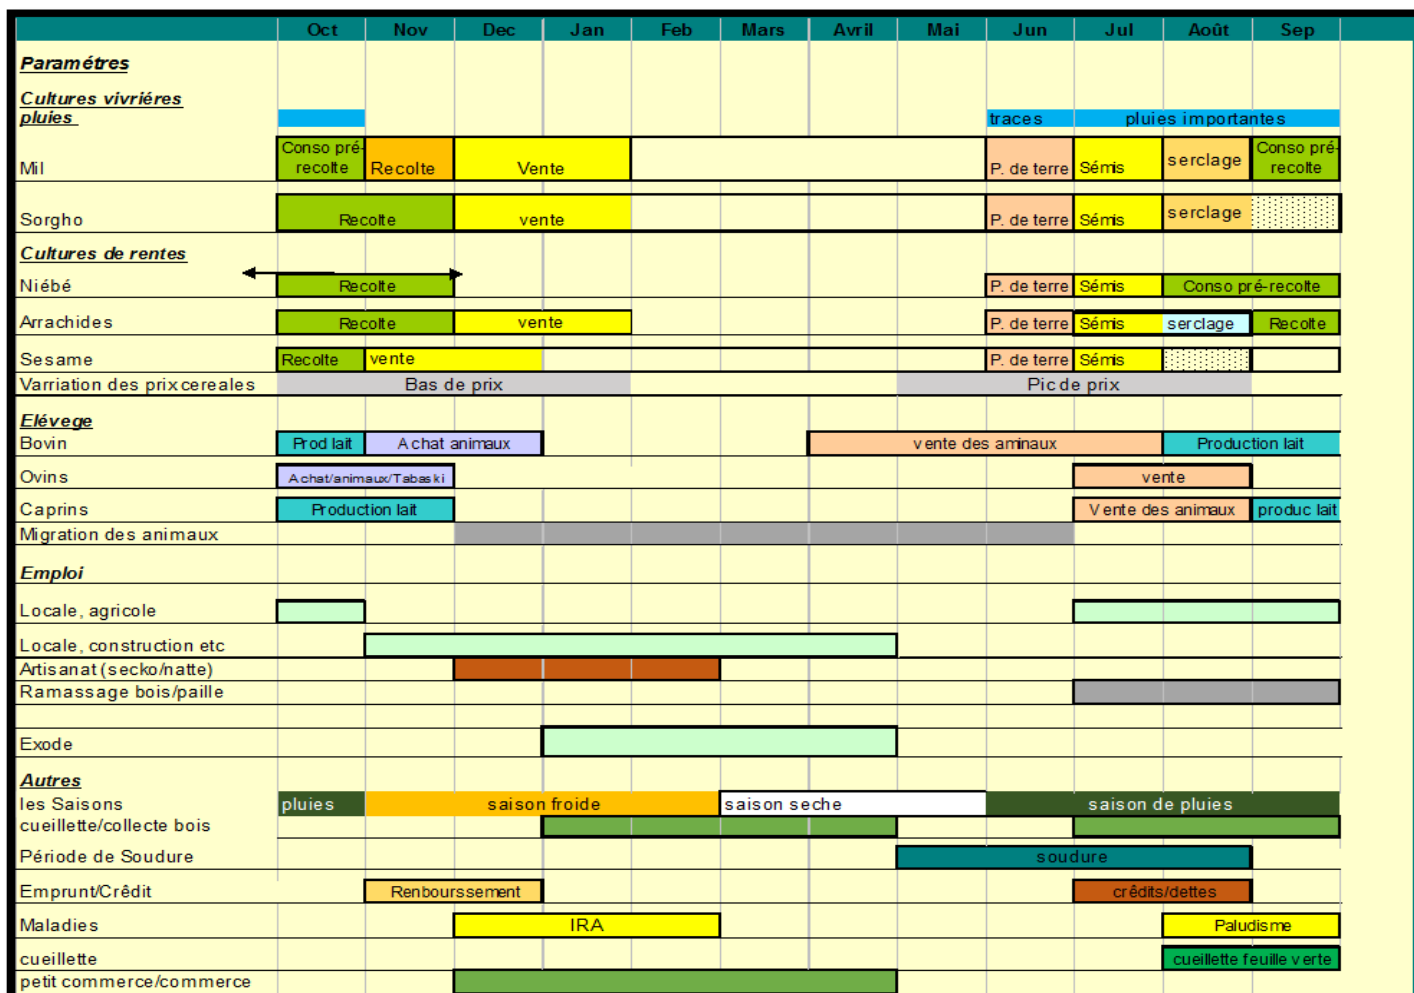 Oct Nov Dec Jan Feb Mars Avril Mai Jun Jul Août Sep
Paramétres
Cultures vivriéres
pluies traces pluies importantes
Mil Conso pré-recolte Recolte Vente P. de terre Sémis serclage Conso pré-recolte
Sorgho Recolte vente P. de terre Sémis serclage
Cultures de rentes
Niébé Recolte P. de terre Sémis Conso pré-recolte
Arrachides Recolte vente P. de terre Sémis serclage Recolte
Sesame Recolte vente P. de terre Sémis
Varriation des prix cereales Bas de prix Pic de prix
Elévege
Bovin Prod lait Achat animaux vente des aminaux Production lait
Ovins Achat/animaux/Tabaski vente
Caprins Production lait Vente des animaux produc lait
Migration des animaux
Emploi
Locale, agricole
Locale, construction etc
Artisanat (secko/natte)
Ramassage bois/paille
Exode
Autres
les Saisons pluies saison froide saison seche saison de pluies
cueillette/collecte bois
Période de Soudure soudure
Emprunt/Crêdit Renbourssement crêdits/dettes
Maladies IRA Paludisme
cueillette cueillette feuille verte
petit commerce/commerce